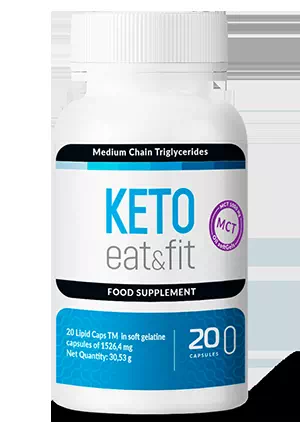 Medium Chain Triglycerides
KETO
eat&fit
MCT
FOOD SUPPLEMENT
20 Lipid Caps TM in soft gelatine
capsules of 1526,4 mg
Net Quantity: 30,53 g
20
CAPSULES